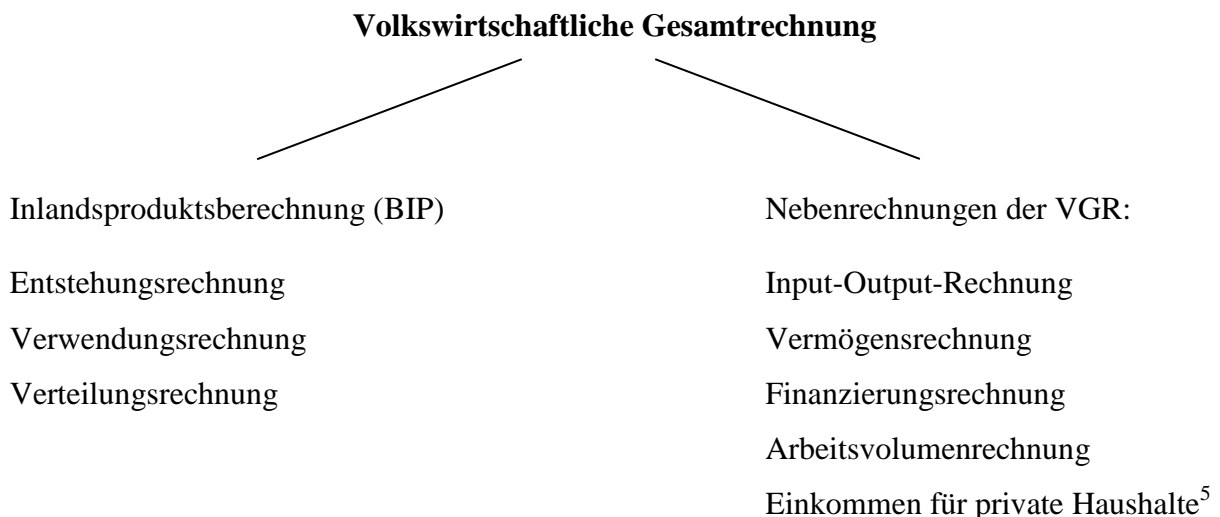 Volkswirtschaftliche Gesamtrechnung
Inlandsproduktsberechnung (BIP)
Entstehungsrechnung
Verwendungsrechnung
Verteilungsrechnung
Nebenrechnungen der VGR:
Input-Output-Rechnung
Vermögensrechnung
Finanzierungsrechnung
Arbeitsvolumenrechnung
Einkommen für private Haushalte⁵